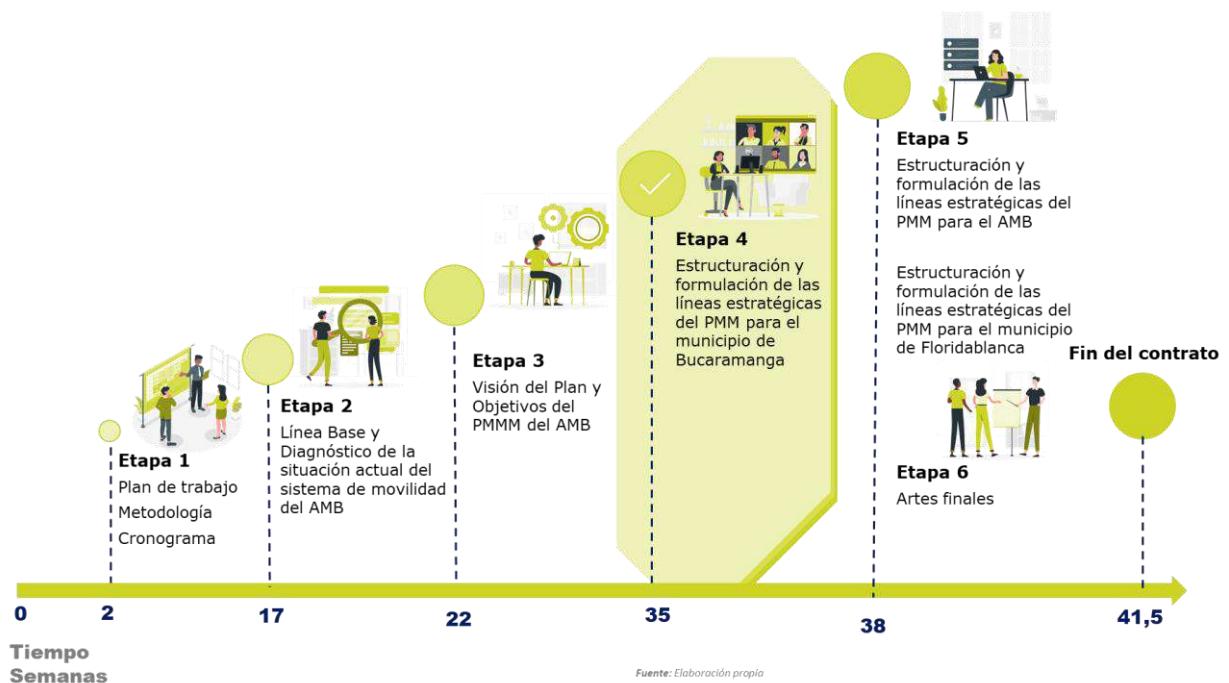 Etapa 1
Plan de trabajo
Metodología
Cronograma
Etapa 2
Línea Base y
Diagnóstico de la
situación actual del
sistema de movilidad
del AMB
Etapa 3
Visión del Plan y
Objetivos del
PMMM del AMB
Etapa 4
Estructuración y
formulación de las
líneas estratégicas
del PMM para el
municipio de
Bucaramanga
Etapa 5
Estructuración y
formulación de las
líneas estratégicas del
PMM para el AMB
Estructuración y
formulación de las
líneas estratégicas del
PMM para el municipio
de Floridablanca
Etapa 6
Artes finales
Fin del contrato
0
2
17
22
35
38
41,5
Tiempo
Semanas
Fuente: Elaboración propia